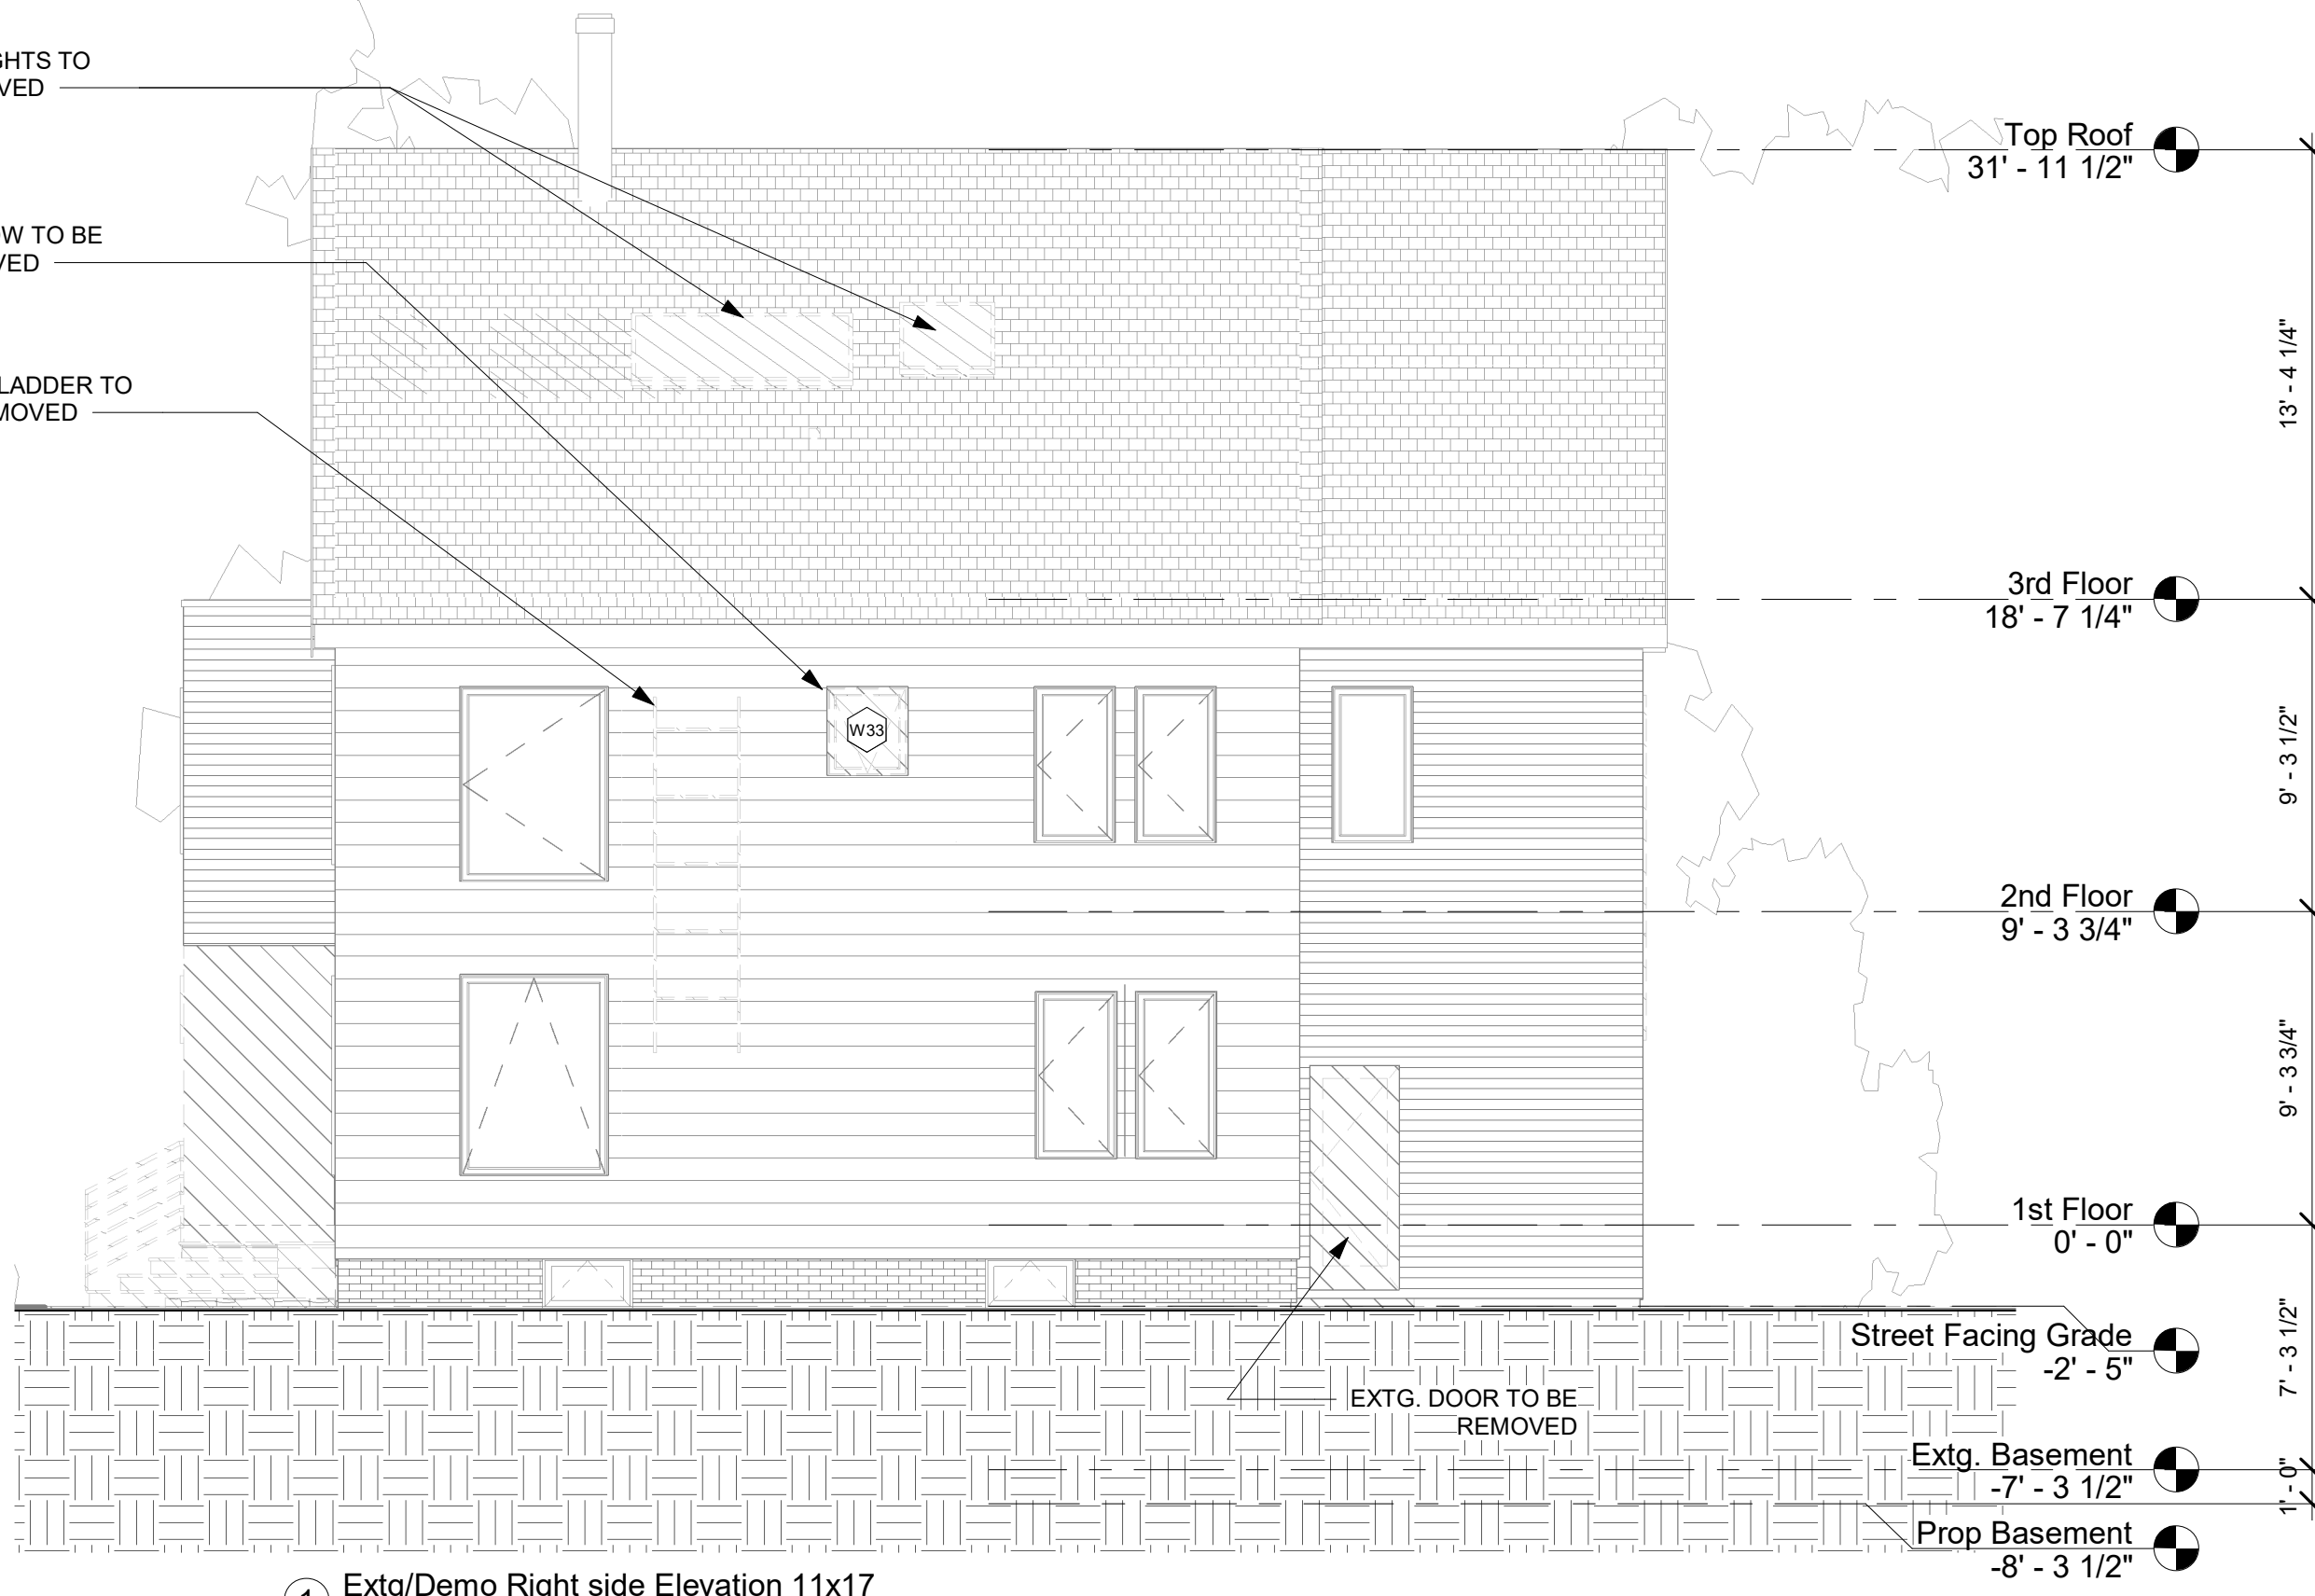 GHTS TO
VED
OW TO BE
VED
LADDER TO
MOVED
W33
Top Roof
31' - 11 1/2"
13' - 4 1/4"
3rd Floor
18' - 7 1/4"
9' - 3 1/2"
2nd Floor
9' - 3 3/4"
9' - 3 3/4"
1st Floor
0' - 0"
Street Facing Grade
-2' - 5"
7' - 3 1/2"
EXTG. DOOR TO BE
REMOVED
Extg. Basement
-7' - 3 1/2"
1' - 0"
Prop Basement
-8' - 3 1/2"
1
Extg/Demo Right side Elevation 11x17